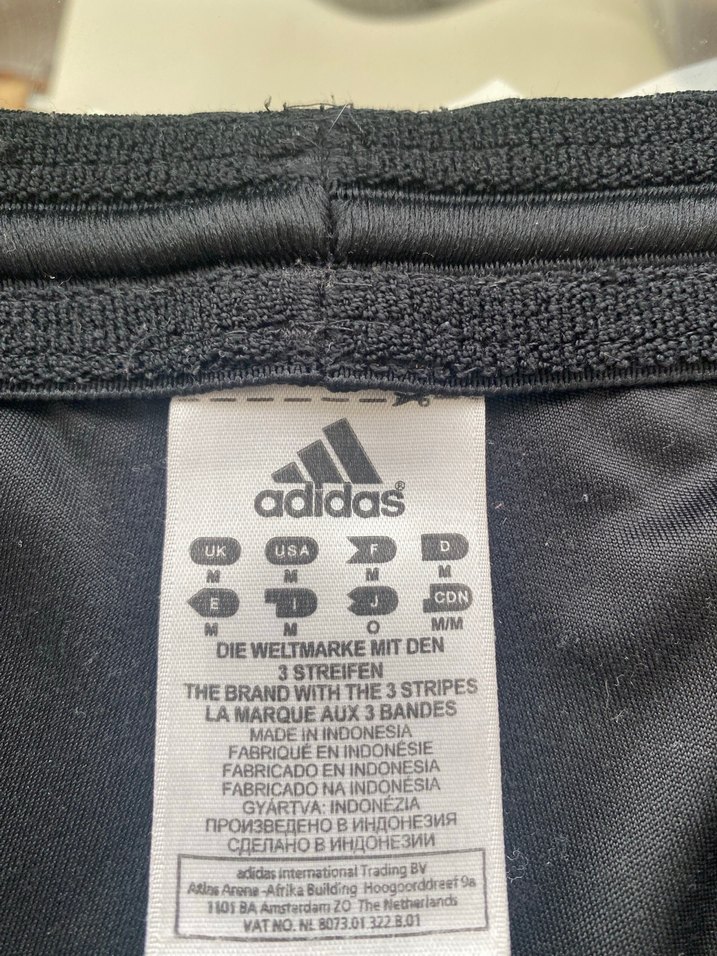 adidas®
UK USA F D
M M M M
E I J CDN
M M O M/M
DIE WELTMARKE MIT DEN
3 STREIFEN
THE BRAND WITH THE 3 STRIPES
LA MARQUE AUX 3 BANDES
MADE IN INDONESIA
FABRIQUÉ EN INDONÉSIE
FABRICADO EN INDONESIA
FABRICADO NA INDONÉSIA
GYÁRTVA: INDONÉZIA
ПРОИЗВЕДЕНО В ИНДОНЕЗИЯ
СДЕЛАНО В ИНДОНЕЗИИ
adidas International Trading BV
Atlas Arena -Afrika Building Hoogoorddreef 9a
1101 BA Amsterdam ZO The Netherlands
VAT NO. NL 8073.01.322.B.01